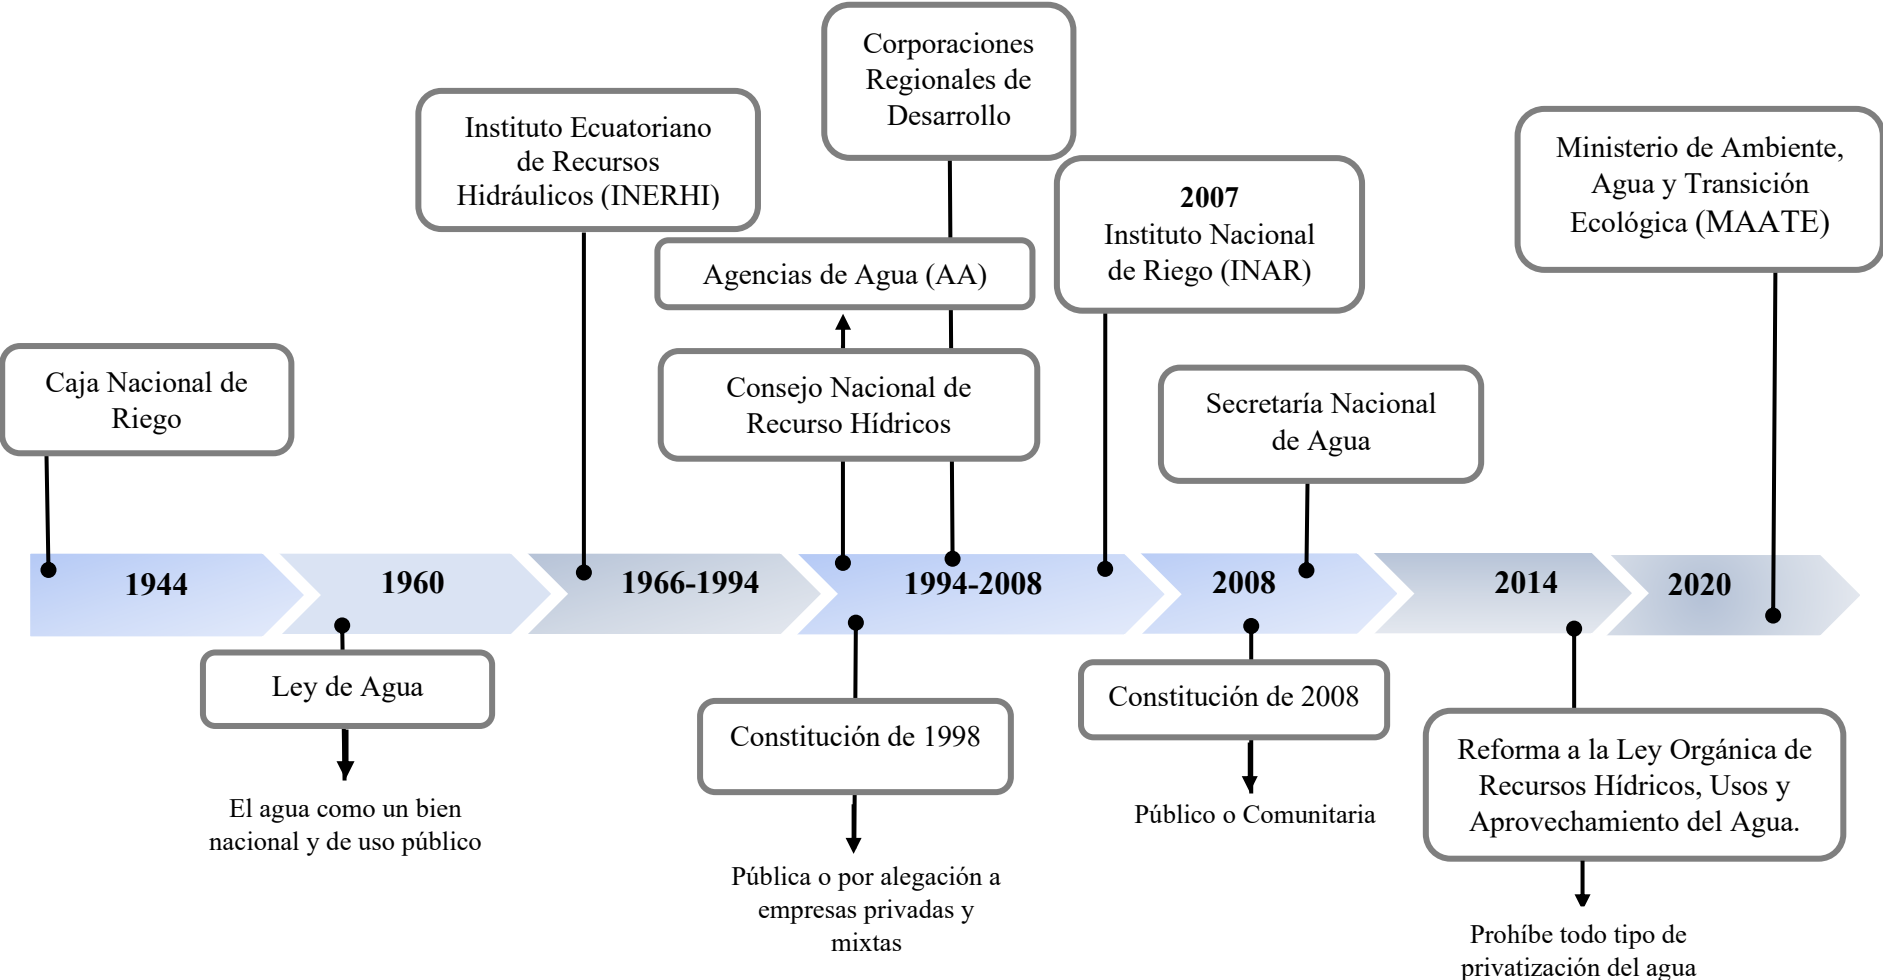 Corporaciones
Regionales de
Desarrollo
Instituto Ecuatoriano
de Recursos
Hidráulicos (INERHI)
Ministerio de Ambiente,
Agua y Transición
Ecológica (MAATE)
2007
Instituto Nacional
de Riego (INAR)
Agencias de Agua (AA)
Caja Nacional de
Riego
Consejo Nacional de
Recurso Hídricos
Secretaría Nacional
de Agua
1944
1960
1966-1994
1994-2008
2008
2014
2020
Ley de Agua
El agua como un bien
nacional y de uso público
Constitución de 1998
Pública o por alegación a
empresas privadas y
mixtas
Constitución de 2008
Público o Comunitaria
Reforma a la Ley Orgánica de
Recursos Hídricos, Usos y
Aprovechamiento del Agua.
Prohíbe todo tipo de
privatización del agua